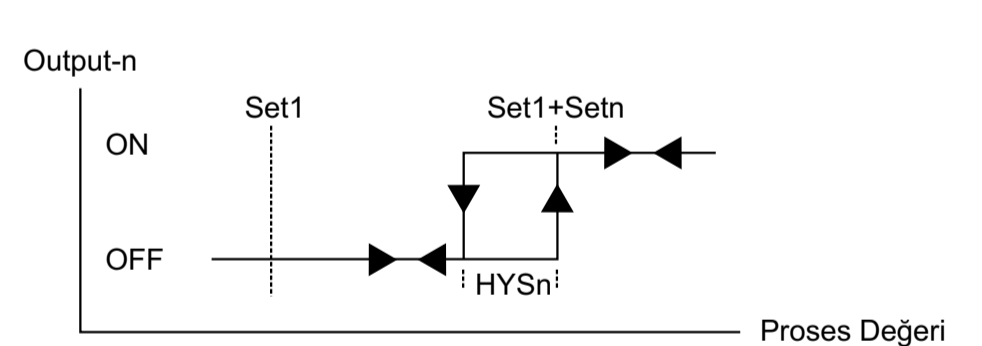 Output-n
Set1
Set1+Setn
ON
OFF
HYSn
Proses Değeri